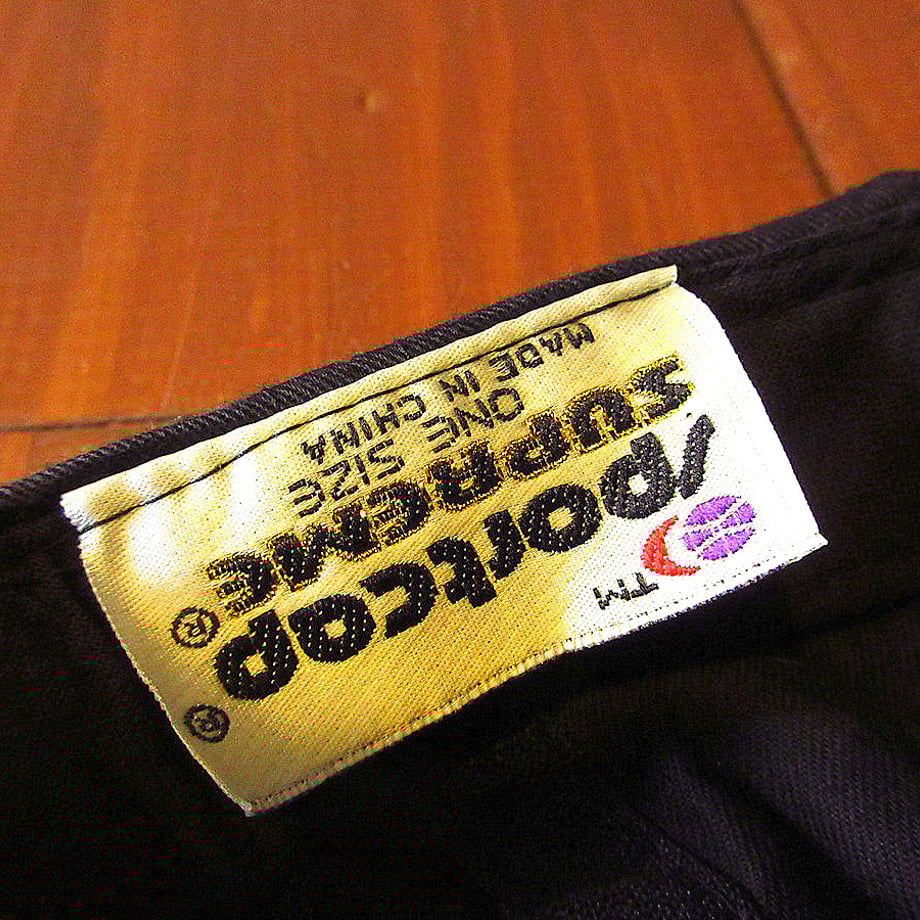 TM
sportcap®
SUPREME®
ONE SIZE
MADE IN CHINA